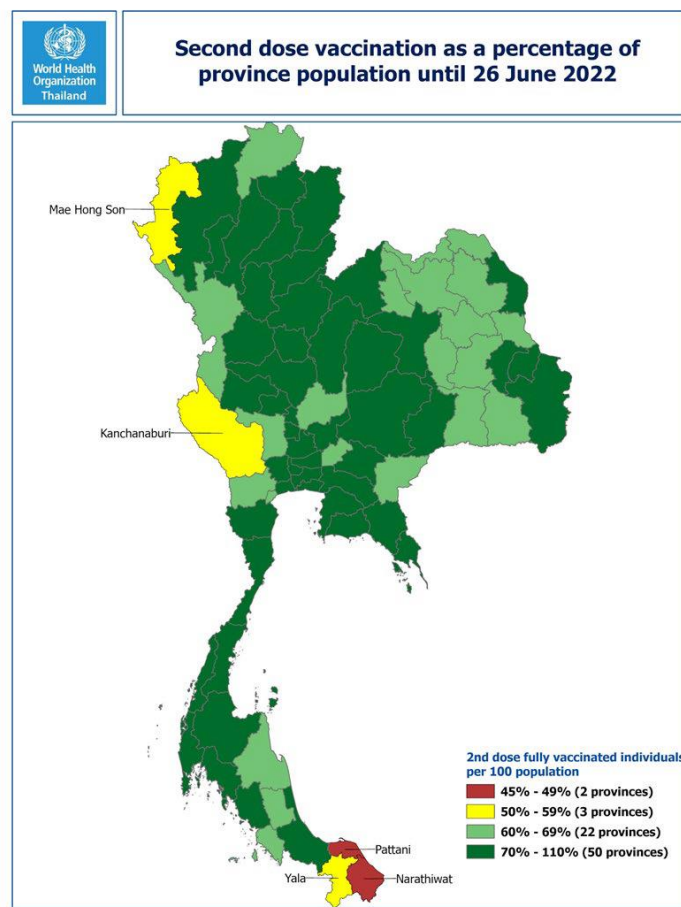 World Health
Organization
Thailand
Second dose vaccination as a percentage of
province population until 26 June 2022
Mae Hong Son
Kanchanaburi
2nd dose fully vaccinated individuals
per 100 population
45% - 49% (2 provinces)
50% - 59% (3 provinces)
60% - 69% (22 provinces)
70% - 110% (50 provinces)
Pattani
Yala
Narathiwat